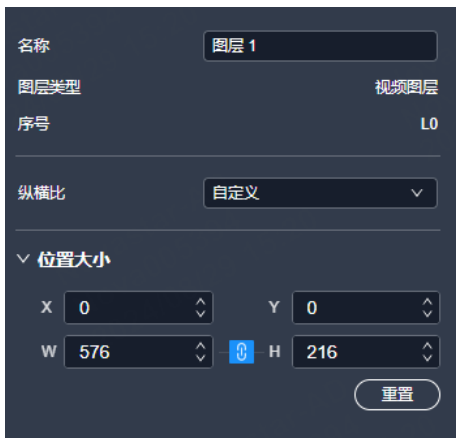 名称 图层 1
图层类型 视频图层
序号 L0
纵横比 自定义
位置大小
X 0 Y 0
W 576 H 216
重置